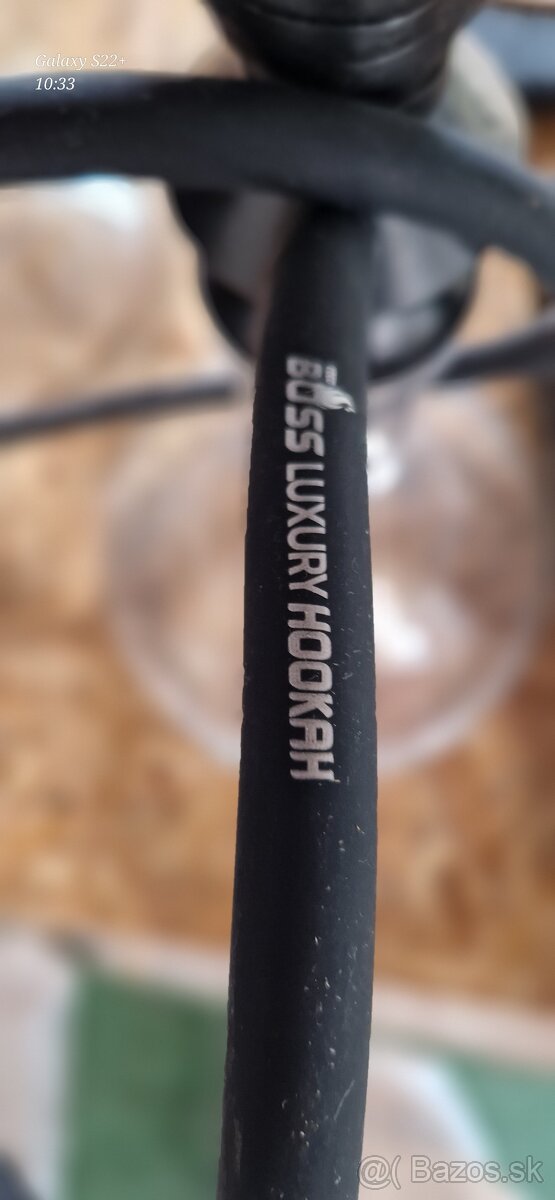 Galaxy S22+
10:33
BOSS LUXURY HOOKAH
@( Bazos.sk